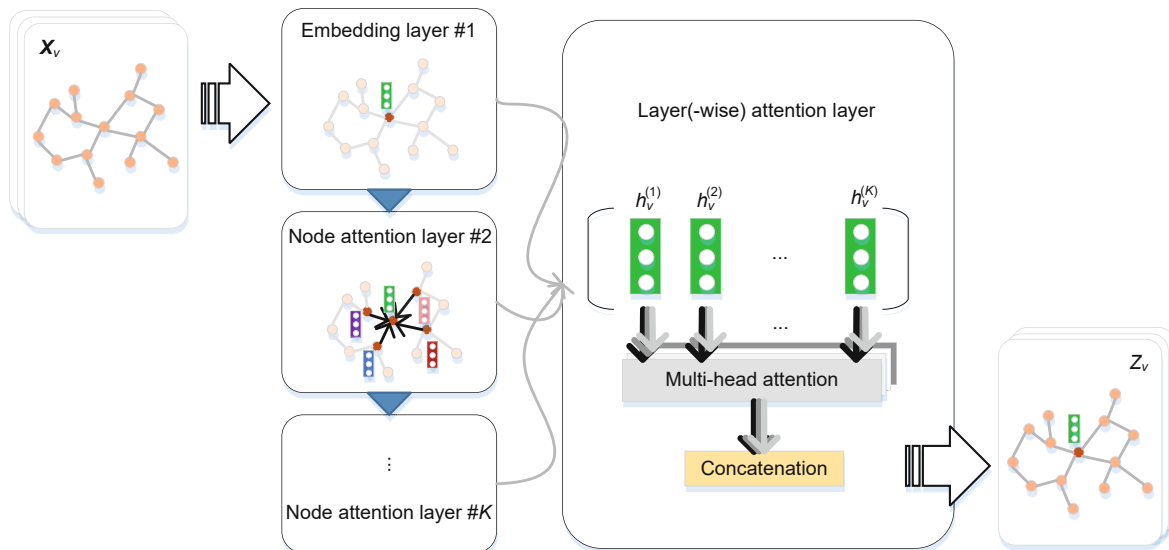 X_v
Embedding layer #1
Node attention layer #2
⋮
Node attention layer #K
Layer(-wise) attention layer
h_v^(1) h_v^(2) h_v^(K)
...
...
Multi-head attention
Concatenation
Z_v